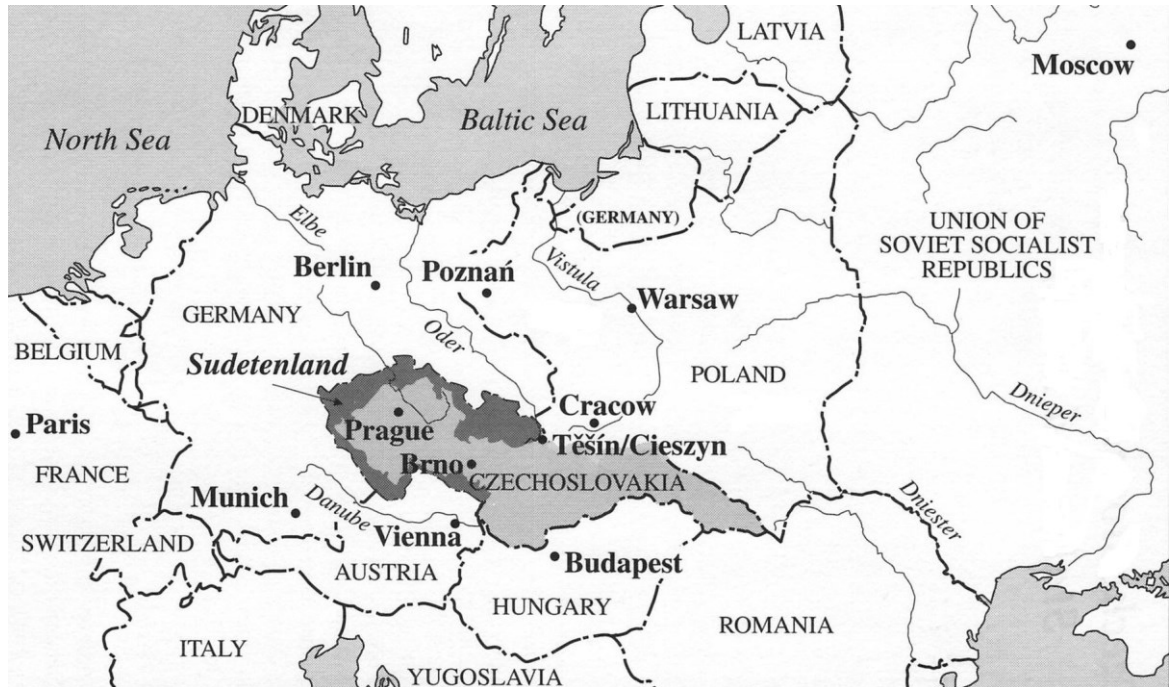 LATVIA
Moscow
LITHUANIA
DENMARK
Baltic Sea
North Sea
(GERMANY)
UNION OF
SOVIET SOCIALIST
REPUBLICS
Elbe
Berlin
Poznań
Vistula
Warsaw
GERMANY
Oder
BELGIUM
Sudetenland
POLAND
Dnieper
Cracow
Paris
Prague
Těšín/Cieszyn
FRANCE
Brno
CZECHOSLOVAKIA
Munich
Danube
Dniester
Vienna
SWITZERLAND
Budapest
AUSTRIA
HUNGARY
ROMANIA
ITALY
YUGOSLAVIA